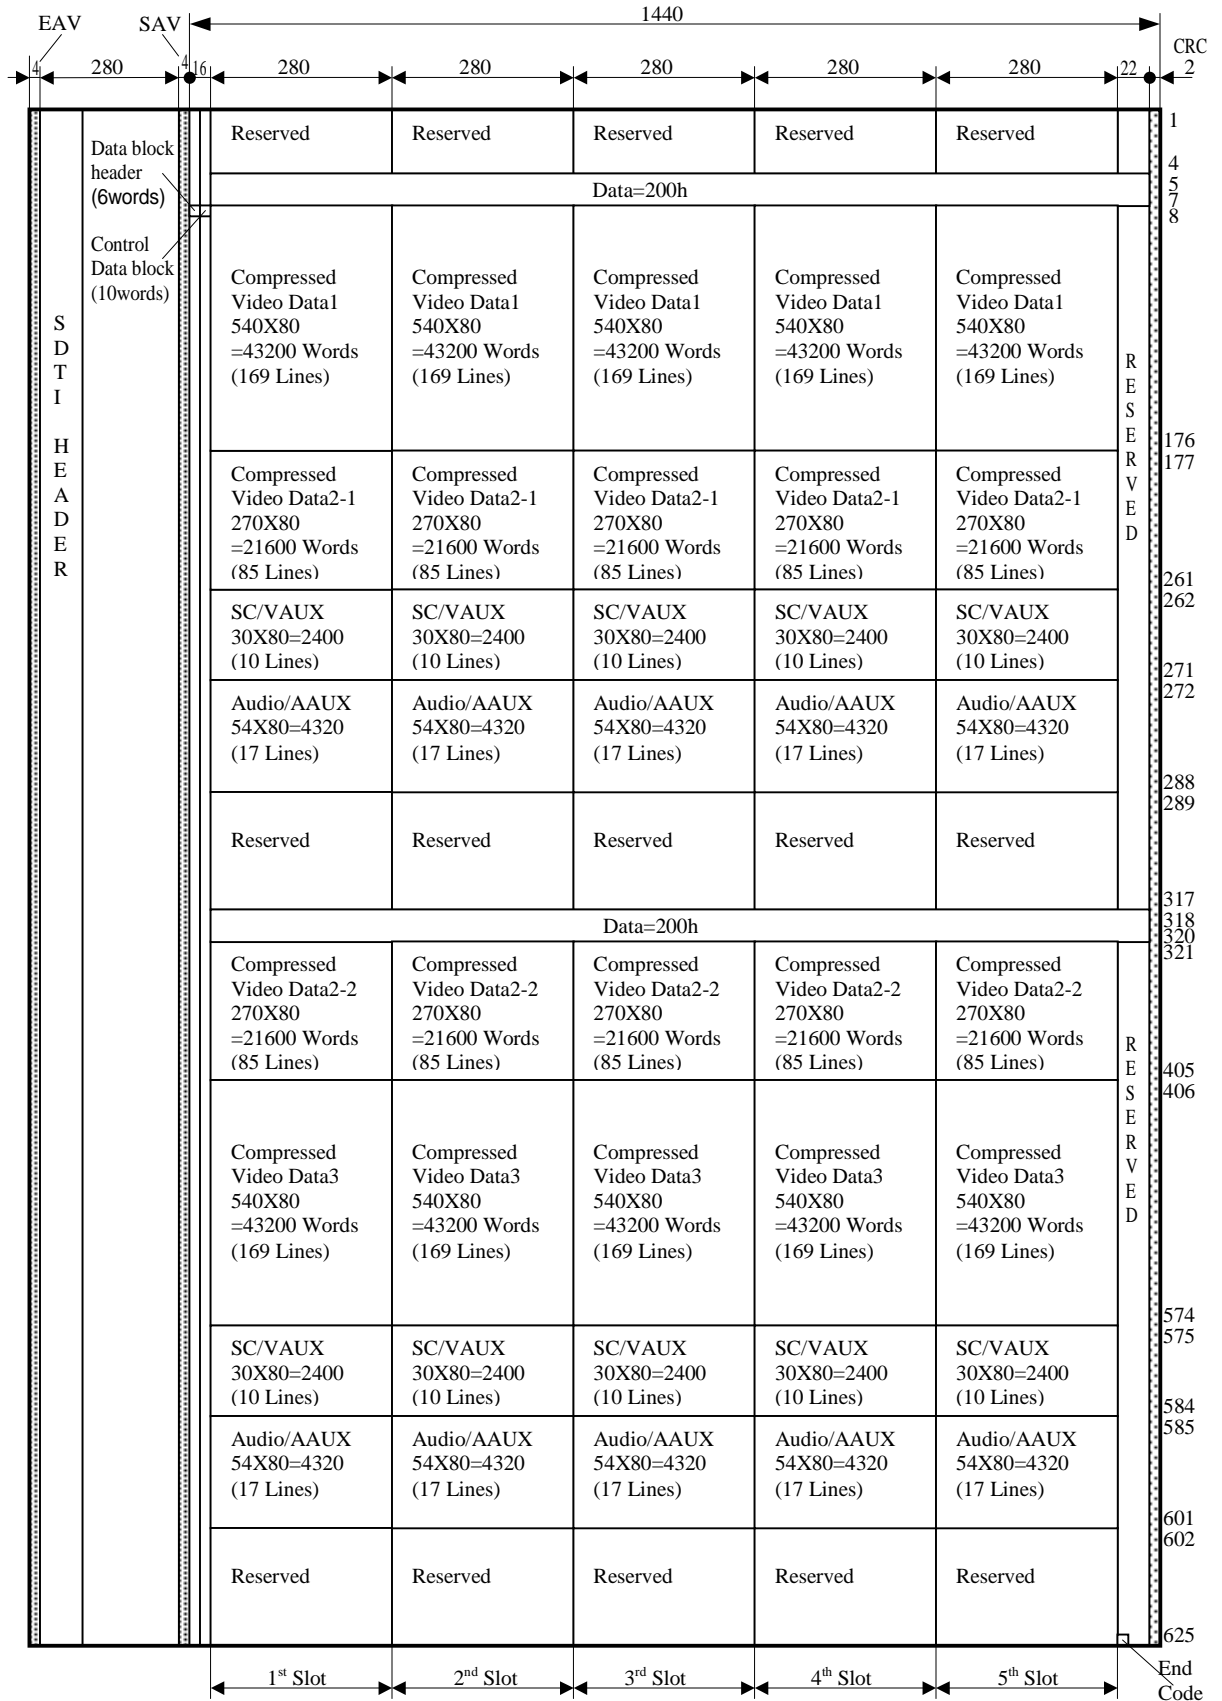 1440
EAV SAV
CRC
4 280 4 16 280 280 280 280 280 22 2
Reserved Reserved Reserved Reserved Reserved
1
4
Data block
header
(6words)
Data=200h
5
7
8
Control
Data block
(10words)
Compressed Compressed Compressed Compressed Compressed
Video Data1 Video Data1 Video Data1 Video Data1 Video Data1
540X80 540X80 540X80 540X80 540X80
=43200 Words =43200 Words =43200 Words =43200 Words =43200 Words
(169 Lines) (169 Lines) (169 Lines) (169 Lines) (169 Lines)
SDTI HEADER
RESERVED
176
177
Compressed Compressed Compressed Compressed Compressed
Video Data2-1 Video Data2-1 Video Data2-1 Video Data2-1 Video Data2-1
270X80 270X80 270X80 270X80 270X80
=21600 Words =21600 Words =21600 Words =21600 Words =21600 Words
(85 Lines) (85 Lines) (85 Lines) (85 Lines) (85 Lines)
261
262
SC/VAUX SC/VAUX SC/VAUX SC/VAUX SC/VAUX
30X80=2400 30X80=2400 30X80=2400 30X80=2400 30X80=2400
(10 Lines) (10 Lines) (10 Lines) (10 Lines) (10 Lines)
271
272
Audio/AAUX Audio/AAUX Audio/AAUX Audio/AAUX Audio/AAUX
54X80=4320 54X80=4320 54X80=4320 54X80=4320 54X80=4320
(17 Lines) (17 Lines) (17 Lines) (17 Lines) (17 Lines)
288
289
Reserved Reserved Reserved Reserved Reserved
317
Data=200h
318
320
321
Compressed Compressed Compressed Compressed Compressed
Video Data2-2 Video Data2-2 Video Data2-2 Video Data2-2 Video Data2-2
270X80 270X80 270X80 270X80 270X80
=21600 Words =21600 Words =21600 Words =21600 Words =21600 Words
(85 Lines) (85 Lines) (85 Lines) (85 Lines) (85 Lines)
RESERVED
405
406
Compressed Compressed Compressed Compressed Compressed
Video Data3 Video Data3 Video Data3 Video Data3 Video Data3
540X80 540X80 540X80 540X80 540X80
=43200 Words =43200 Words =43200 Words =43200 Words =43200 Words
(169 Lines) (169 Lines) (169 Lines) (169 Lines) (169 Lines)
574
575
SC/VAUX SC/VAUX SC/VAUX SC/VAUX SC/VAUX
30X80=2400 30X80=2400 30X80=2400 30X80=2400 30X80=2400
(10 Lines) (10 Lines) (10 Lines) (10 Lines) (10 Lines)
584
585
Audio/AAUX Audio/AAUX Audio/AAUX Audio/AAUX Audio/AAUX
54X80=4320 54X80=4320 54X80=4320 54X80=4320 54X80=4320
(17 Lines) (17 Lines) (17 Lines) (17 Lines) (17 Lines)
601
602
Reserved Reserved Reserved Reserved Reserved
625
1st Slot 2nd Slot 3rd Slot 4th Slot 5th Slot
End
Code